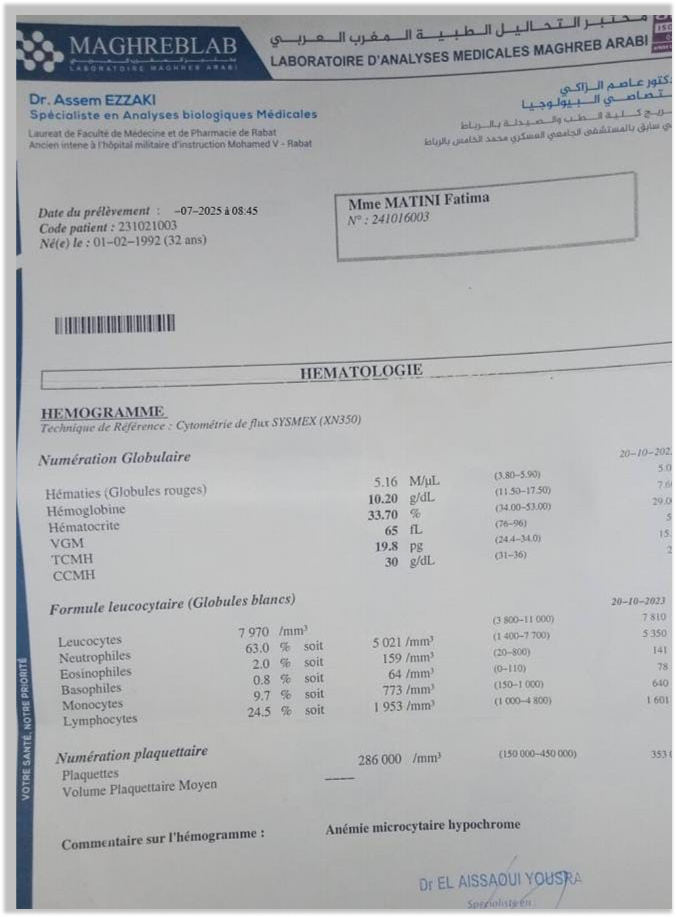 MAGHREBLAB
LABORATOIRE MAGHREB ARABI
مختبر التحاليل الطبية المغرب العربي
LABORATOIRE D'ANALYSES MEDICALES MAGHREB ARABI
ISO
Dr. Assem EZZAKI
Spécialiste en Analyses biologiques Médicales
Laureat de Faculté de Médecine et de Pharmacie de Rabat
Ancien intene à l'hôpital militaire d'instruction Mohamed V - Rabat
دكتور عاصم الزاكي
البيولوجيا
كلية الطب والصيدلة بالرباط
سابق بالمستشفى الجامعي العسكري محمد الخامس بالرباط
Date du prélèvement : -07-2025 à 08:45
Code patient : 231021003
Né(e) le : 01-02-1992 (32 ans)
Mme MATINI Fatima
N° : 241016003
HEMATOLOGIE
HEMOGRAMME
Technique de Référence : Cytométrie de flux SYSMEX (XN350)
Numération Globulaire 20-10-202
Hématies (Globules rouges) 5.16 M/µL (3.80-5.90) 5.0
Hémoglobine 10.20 g/dL (11.50-17.50) 7.6
Hématocrite 33.70 % (34.00-53.00) 29.0
VGM 65 fL (76-96) 5
TCMH 19.8 pg (24.4-34.0) 15.
CCMH 30 g/dL (31-36) 2
Formule leucocytaire (Globules blancs) 20-10-2023
Leucocytes 7 970 /mm³ (3 800-11 000) 7 810
Neutrophiles 63.0 % soit 5 021 /mm³ (1 400-7 700) 5 350
Eosinophiles 2.0 % soit 159 /mm³ (20-800) 141
Basophiles 0.8 % soit 64 /mm³ (0-110) 78
Monocytes 9.7 % soit 773 /mm³ (150-1 000) 640
Lymphocytes 24.5 % soit 1 953 /mm³ (1 000-4 800) 1 601
Numération plaquettaire
Plaquettes 286 000 /mm³ (150 000-450 000) 353 0
Volume Plaquettaire Moyen
Commentaire sur l'hémogramme : Anémie microcytaire hypochrome
Dr EL AISSAOUI YOUSRA
Spécialiste en
VOTRE SANTÉ, NOTRE PRIORITÉ